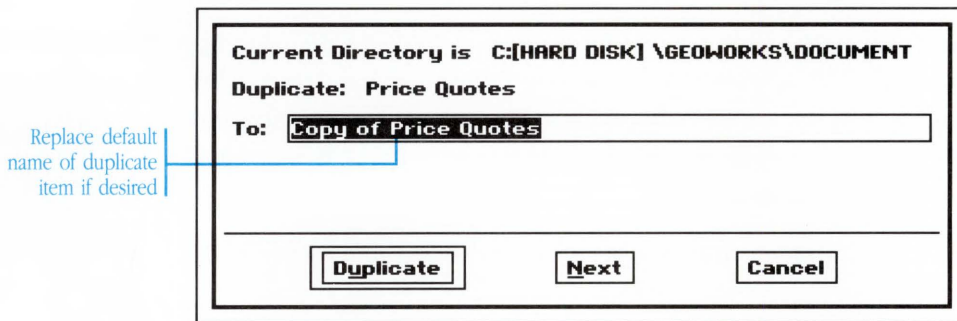 Current Directory is C:[HARD DISK] \GEOWORKS\DOCUMENT
Duplicate: Price Quotes
To: Copy of Price Quotes
Replace default
name of duplicate
item if desired
Duplicate Next Cancel